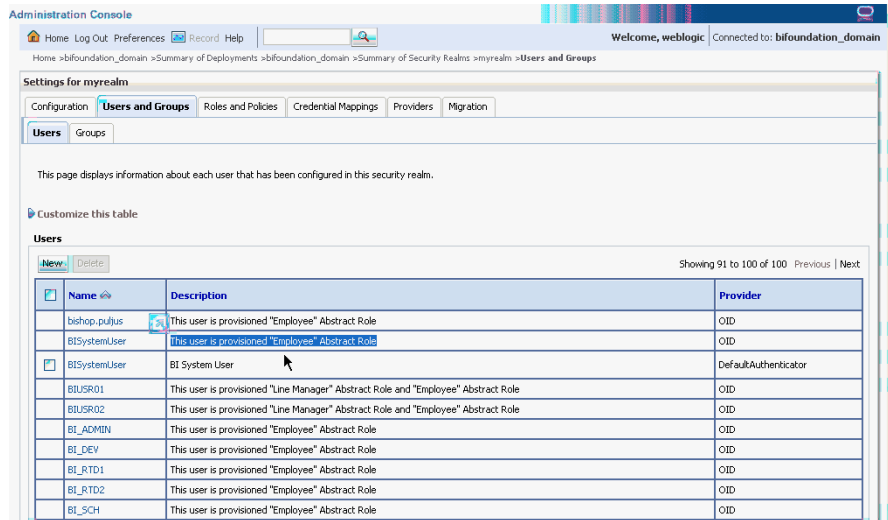 Administration Console
Home Log Out Preferences Record Help
Welcome, weblogic Connected to: bifoundation_domain
Home >bifoundation_domain >Summary of Deployments >bifoundation_domain >Summary of Security Realms >myrealm >Users and Groups
Settings for myrealm
Configuration Users and Groups Roles and Policies Credential Mappings Providers Migration
Users Groups
This page displays information about each user that has been configured in this security realm.
Customize this table
Users
New Delete Showing 91 to 100 of 100 Previous | Next
Name Description Provider
bishop.puljus This user is provisioned "Employee" Abstract Role OID
BISystemUser This user is provisioned "Employee" Abstract Role OID
BISystemUser BI System User DefaultAuthenticator
BIUSR01 This user is provisioned "Line Manager" Abstract Role and "Employee" Abstract Role OID
BIUSR02 This user is provisioned "Line Manager" Abstract Role and "Employee" Abstract Role OID
BI_ADMIN This user is provisioned "Employee" Abstract Role OID
BI_DEV This user is provisioned "Employee" Abstract Role OID
BI_RTD1 This user is provisioned "Employee" Abstract Role OID
BI_RTD2 This user is provisioned "Employee" Abstract Role OID
BI_SCH This user is provisioned "Employee" Abstract Role OID